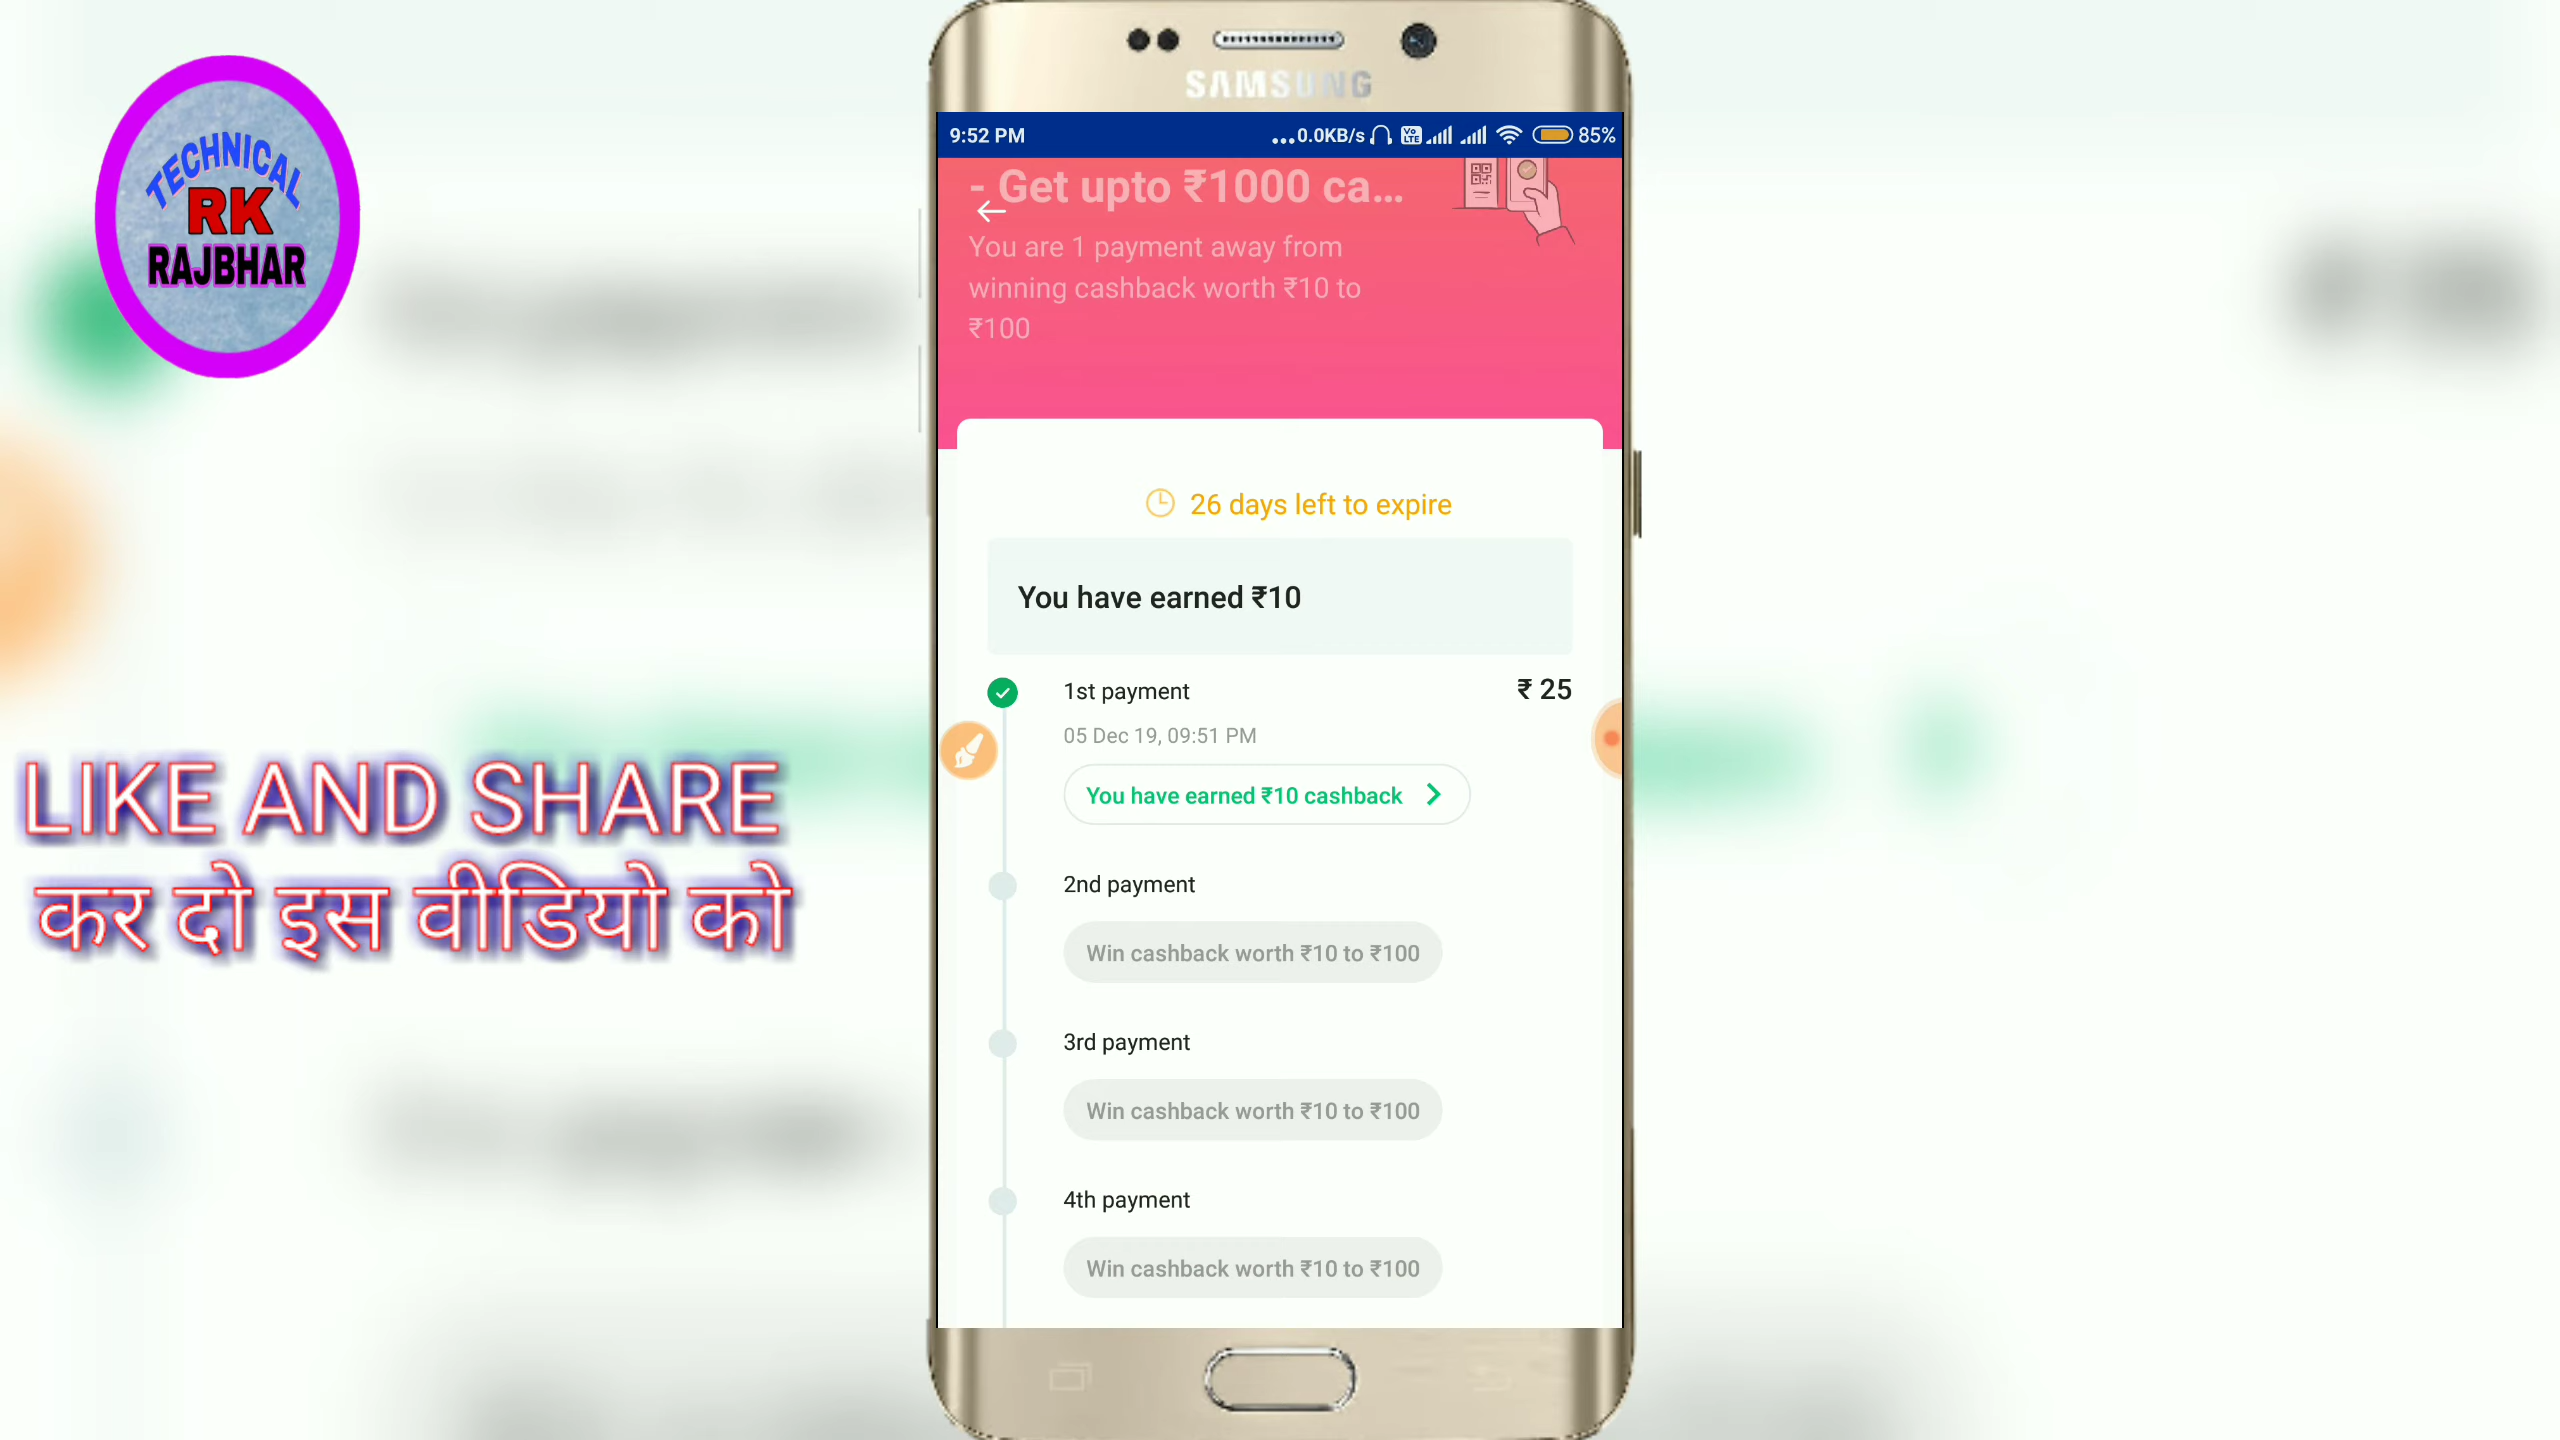 TECHNICAL
RK
RAJBHAR
LIKE AND SHARE
कर दो इस वीडियो को
SAMSUNG
9:52 PM
...0.0KB/s Vo LTE 85%
- Get upto ₹1000 ca...
You are 1 payment away from
winning cashback worth ₹10 to
₹100
26 days left to expire
You have earned ₹10
1st payment ₹ 25
05 Dec 19, 09:51 PM
You have earned ₹10 cashback
2nd payment
Win cashback worth ₹10 to ₹100
3rd payment
Win cashback worth ₹10 to ₹100
4th payment
Win cashback worth ₹10 to ₹100